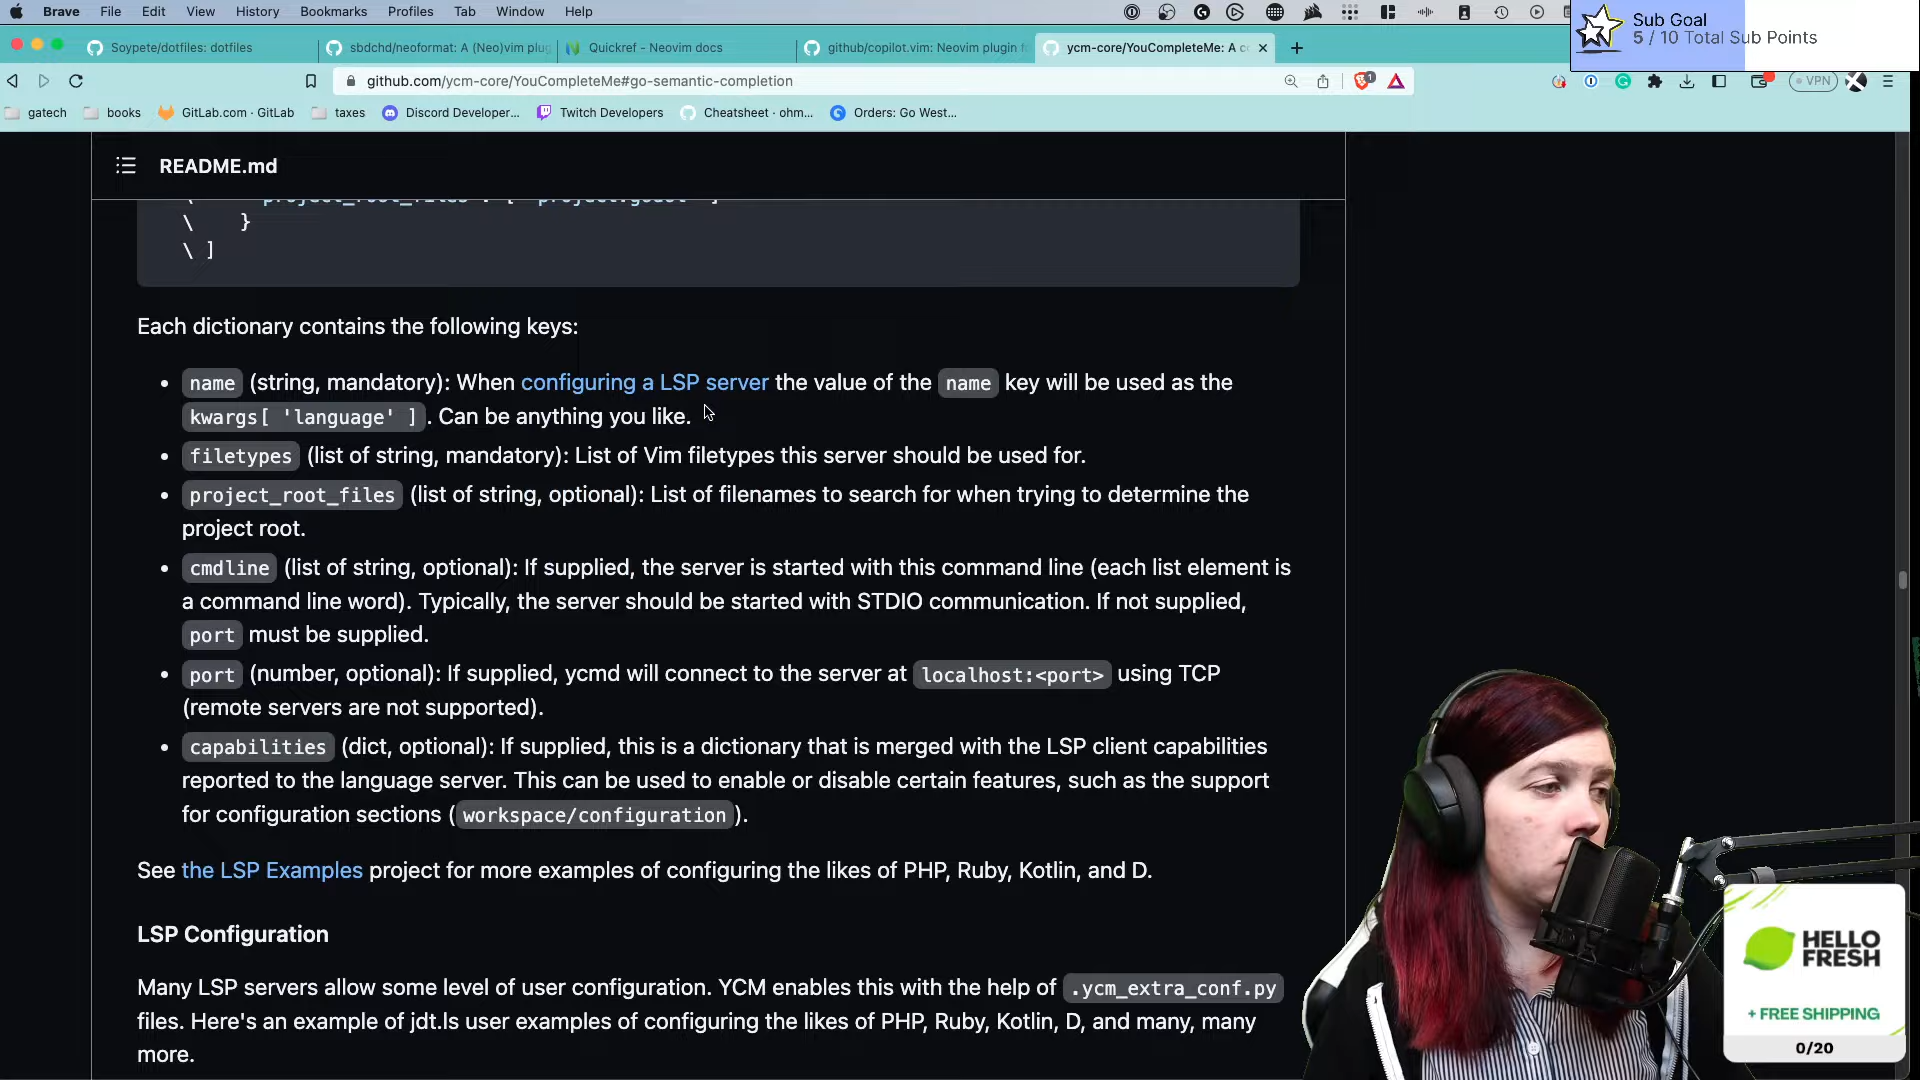 Brave File Edit View History Bookmarks Profiles Tab Window Help
Sub Goal
5 / 10 Total Sub Points
Soypete/dotfiles: dotfiles
sbdchd/neoformat: A (Neo)vim plug
Quickref - Neovim docs
github/copilot.vim: Neovim plugin f
ycm-core/YouCompleteMe: A c
github.com/ycm-core/YouCompleteMe#go-semantic-completion
1
VPN
gatech books GitLab.com · GitLab taxes Discord Developer... Twitch Developers Cheatsheet · ohm... Orders: Go West...
README.md
\ }
\ ]
Each dictionary contains the following keys:
• name (string, mandatory): When configuring a LSP server the value of the name key will be used as the
kwargs[ 'language' ] . Can be anything you like.
• filetypes (list of string, mandatory): List of Vim filetypes this server should be used for.
• project_root_files (list of string, optional): List of filenames to search for when trying to determine the
project root.
• cmdline (list of string, optional): If supplied, the server is started with this command line (each list element is
a command line word). Typically, the server should be started with STDIO communication. If not supplied,
port must be supplied.
• port (number, optional): If supplied, ycmd will connect to the server at localhost:<port> using TCP
(remote servers are not supported).
• capabilities (dict, optional): If supplied, this is a dictionary that is merged with the LSP client capabilities
reported to the language server. This can be used to enable or disable certain features, such as the support
for configuration sections ( workspace/configuration ).
See the LSP Examples project for more examples of configuring the likes of PHP, Ruby, Kotlin, and D.
LSP Configuration
Many LSP servers allow some level of user configuration. YCM enables this with the help of .ycm_extra_conf.py
files. Here's an example of jdt.ls user examples of configuring the likes of PHP, Ruby, Kotlin, D, and many, many
more.
HELLO
FRESH
+ FREE SHIPPING
0/20